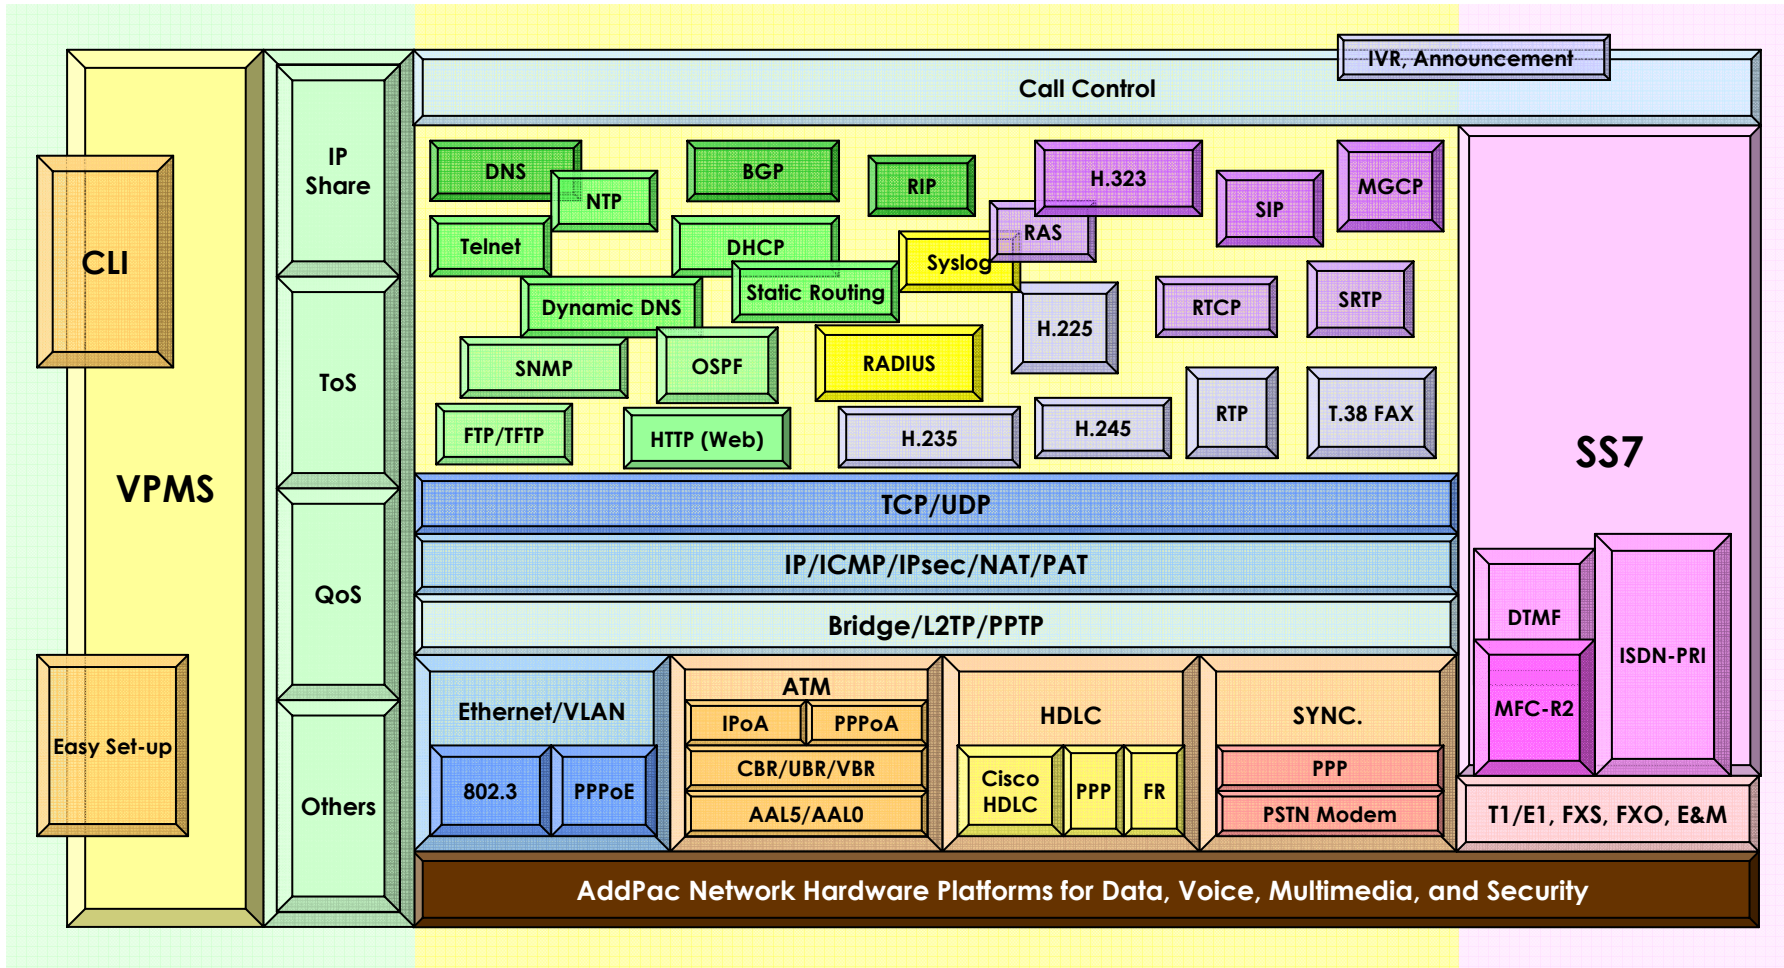 IVR, Announcement
Call Control
CLI
VPMS
Easy Set-up
IP
Share
ToS
QoS
Others
DNS
NTP
BGP
RIP
H.323
SIP
MGCP
Telnet
DHCP
Syslog
RAS
Dynamic DNS
Static Routing
H.225
RTCP
SRTP
SNMP
OSPF
RADIUS
RTP
T.38 FAX
FTP/TFTP
HTTP (Web)
H.235
H.245
TCP/UDP
IP/ICMP/IPsec/NAT/PAT
Bridge/L2TP/PPTP
Ethernet/VLAN
802.3
PPPoE
ATM
IPoA
PPPoA
CBR/UBR/VBR
AAL5/AAL0
HDLC
Cisco
HDLC
PPP
FR
SYNC.
PPP
PSTN Modem
SS7
DTMF
MFC-R2
ISDN-PRI
T1/E1, FXS, FXO, E&M
AddPac Network Hardware Platforms for Data, Voice, Multimedia, and Security